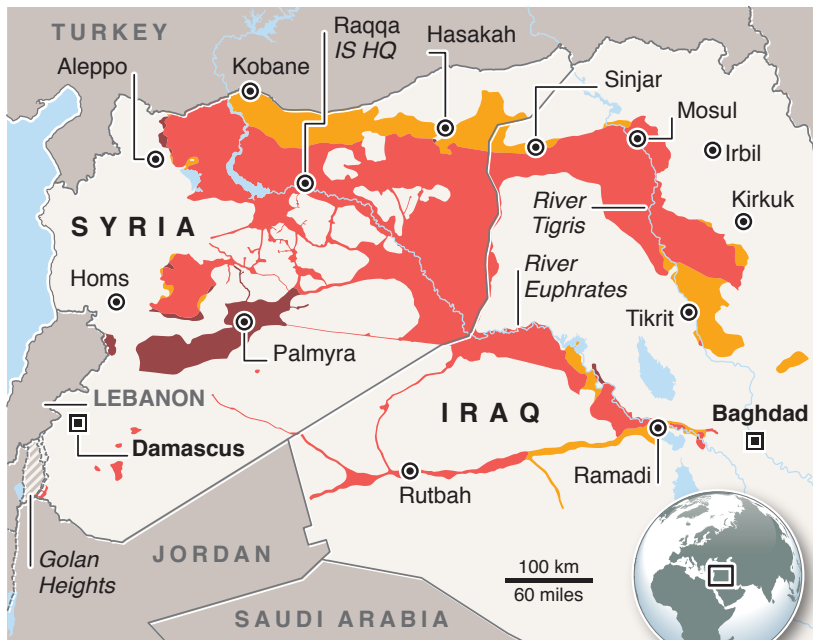 TURKEY
Raqqa
IS HQ
Hasakah
Aleppo
Kobane
Sinjar
Mosul
Irbil
Kirkuk
River
Tigris
SYRIA
River
Euphrates
Homs
Tikrit
Palmyra
LEBANON
IRAQ
Baghdad
Damascus
Ramadi
Rutbah
Golan
Heights
JORDAN
100 km
60 miles
SAUDI ARABIA